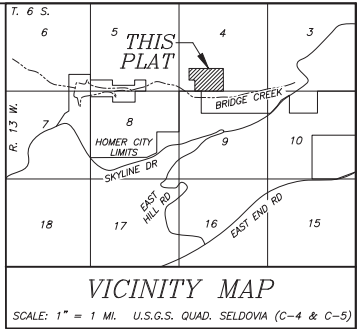 T. 6 S.
6 5 4 3
THIS
PLAT
BRIDGE CREEK
R. 13 W.
7 8 9 10
HOMER CITY
LIMITS
SKYLINE DR
EAST
HILL RD
EAST END RD
18 17 16 15
VICINITY MAP
SCALE: 1" = 1 MI. U.S.G.S. QUAD. SELDOVIA (C-4 & C-5)